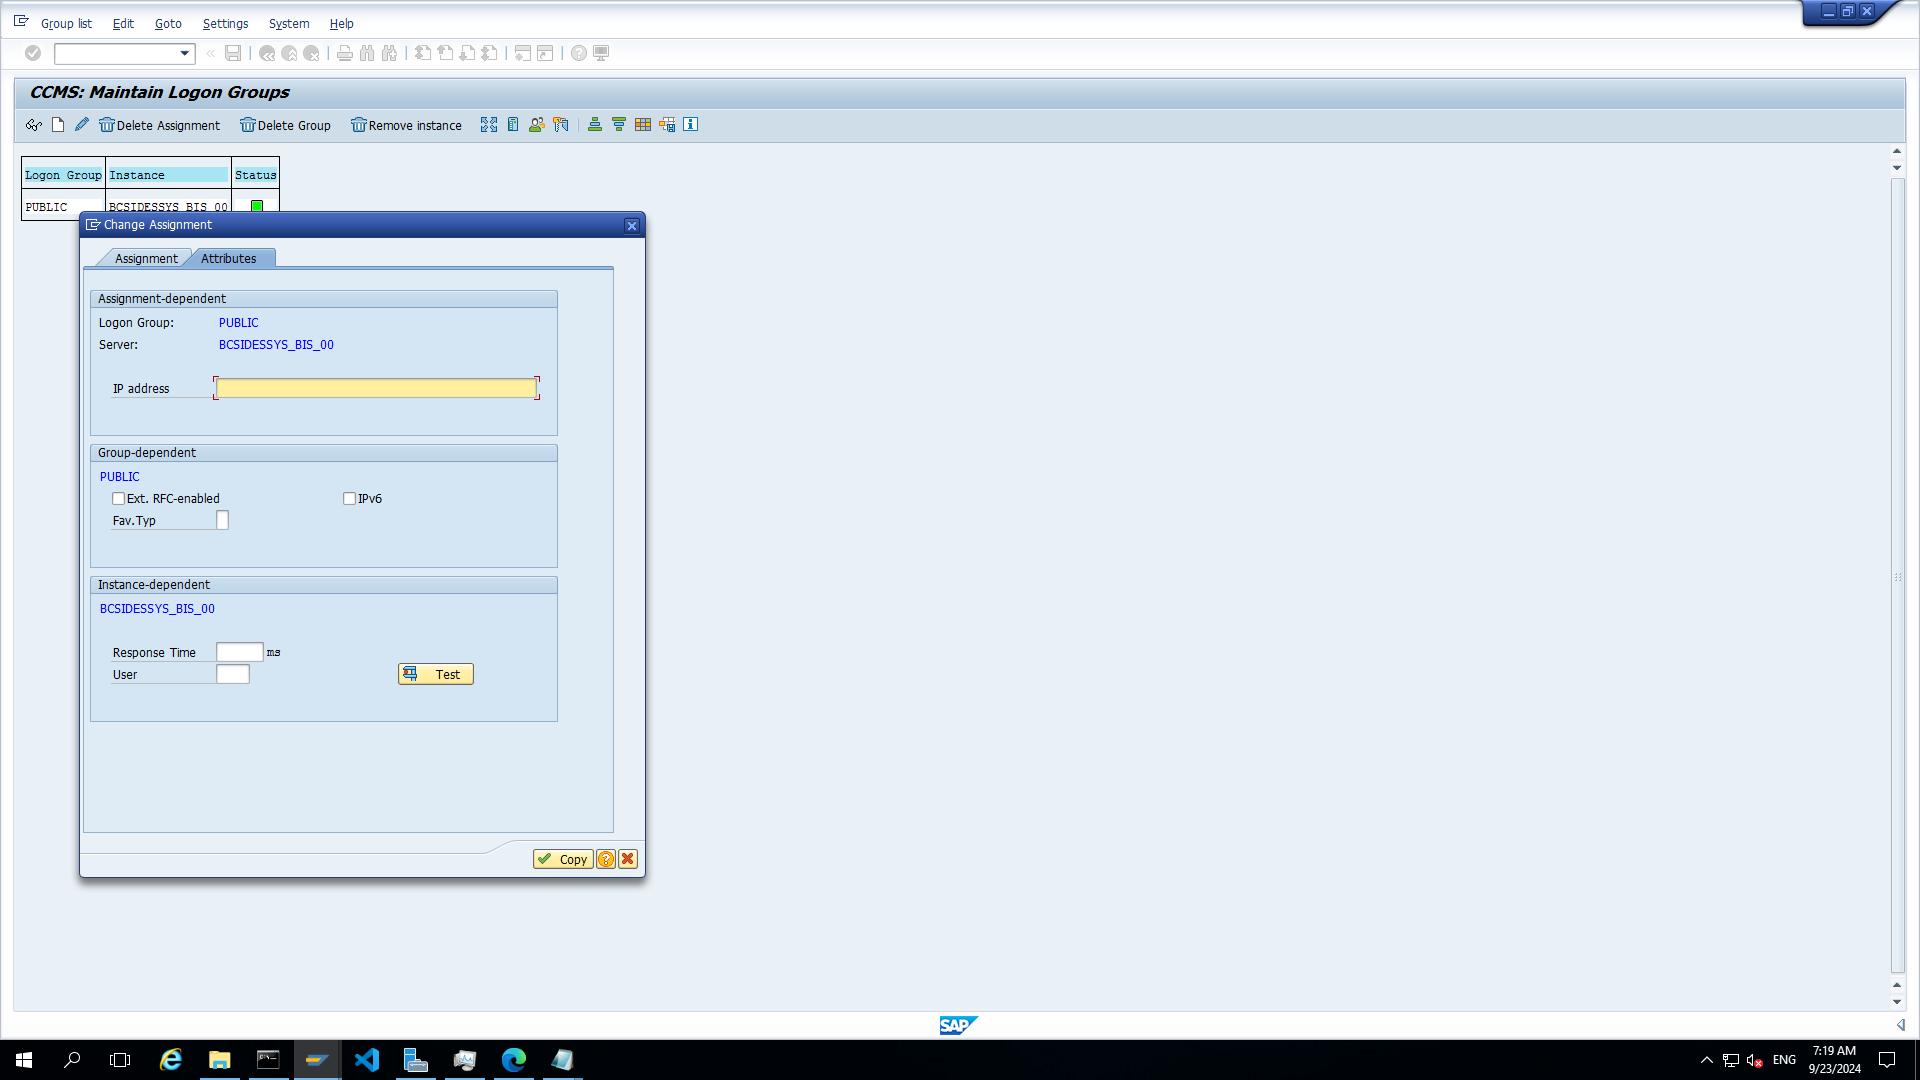 Group list Edit Goto Settings System Help
CCMS: Maintain Logon Groups
Delete Assignment Delete Group Remove instance
Logon Group Instance Status
PUBLIC BCSIDESSYS_BIS_00
Change Assignment
Assignment Attributes
Assignment-dependent
Logon Group: PUBLIC
Server: BCSIDESSYS_BIS_00
IP address
Group-dependent
PUBLIC
Ext. RFC-enabled IPv6
Fav.Typ
Instance-dependent
BCSIDESSYS_BIS_00
Response Time ms
User Test
Copy
SAP
ENG 7:19 AM
9/23/2024